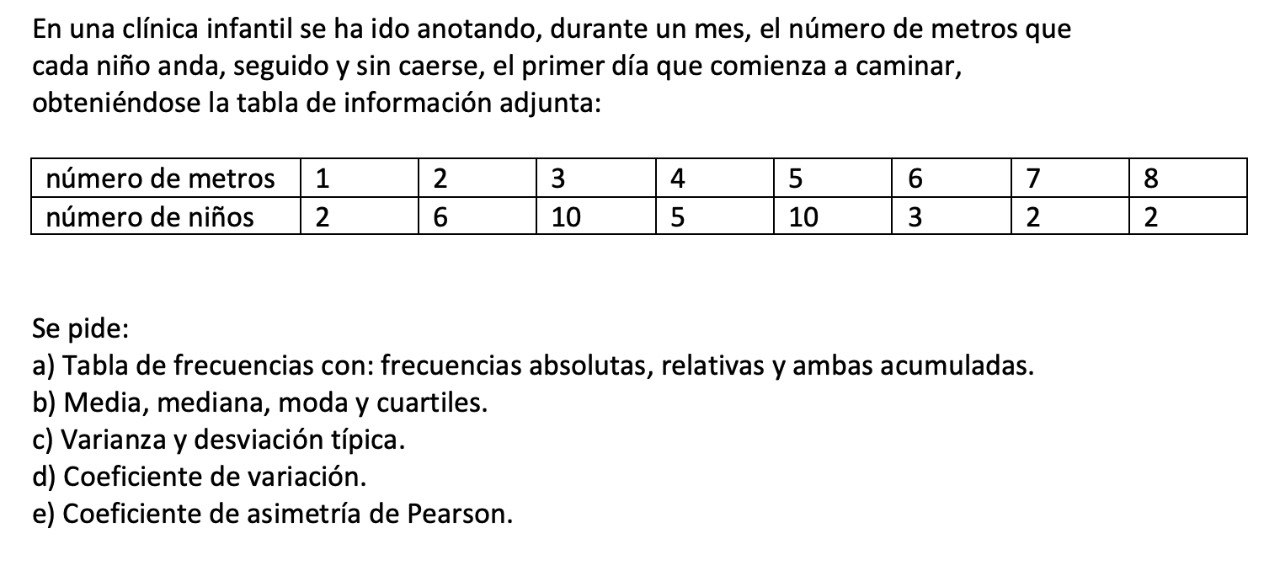 En una clínica infantil se ha ido anotando, durante un mes, el número de metros que
cada niño anda, seguido y sin caerse, el primer día que comienza a caminar,
obteniéndose la tabla de información adjunta:
número de metros 1 2 3 4 5 6 7 8
número de niños 2 6 10 5 10 3 2 2
Se pide:
a) Tabla de frecuencias con: frecuencias absolutas, relativas y ambas acumuladas.
b) Media, mediana, moda y cuartiles.
c) Varianza y desviación típica.
d) Coeficiente de variación.
e) Coeficiente de asimetría de Pearson.